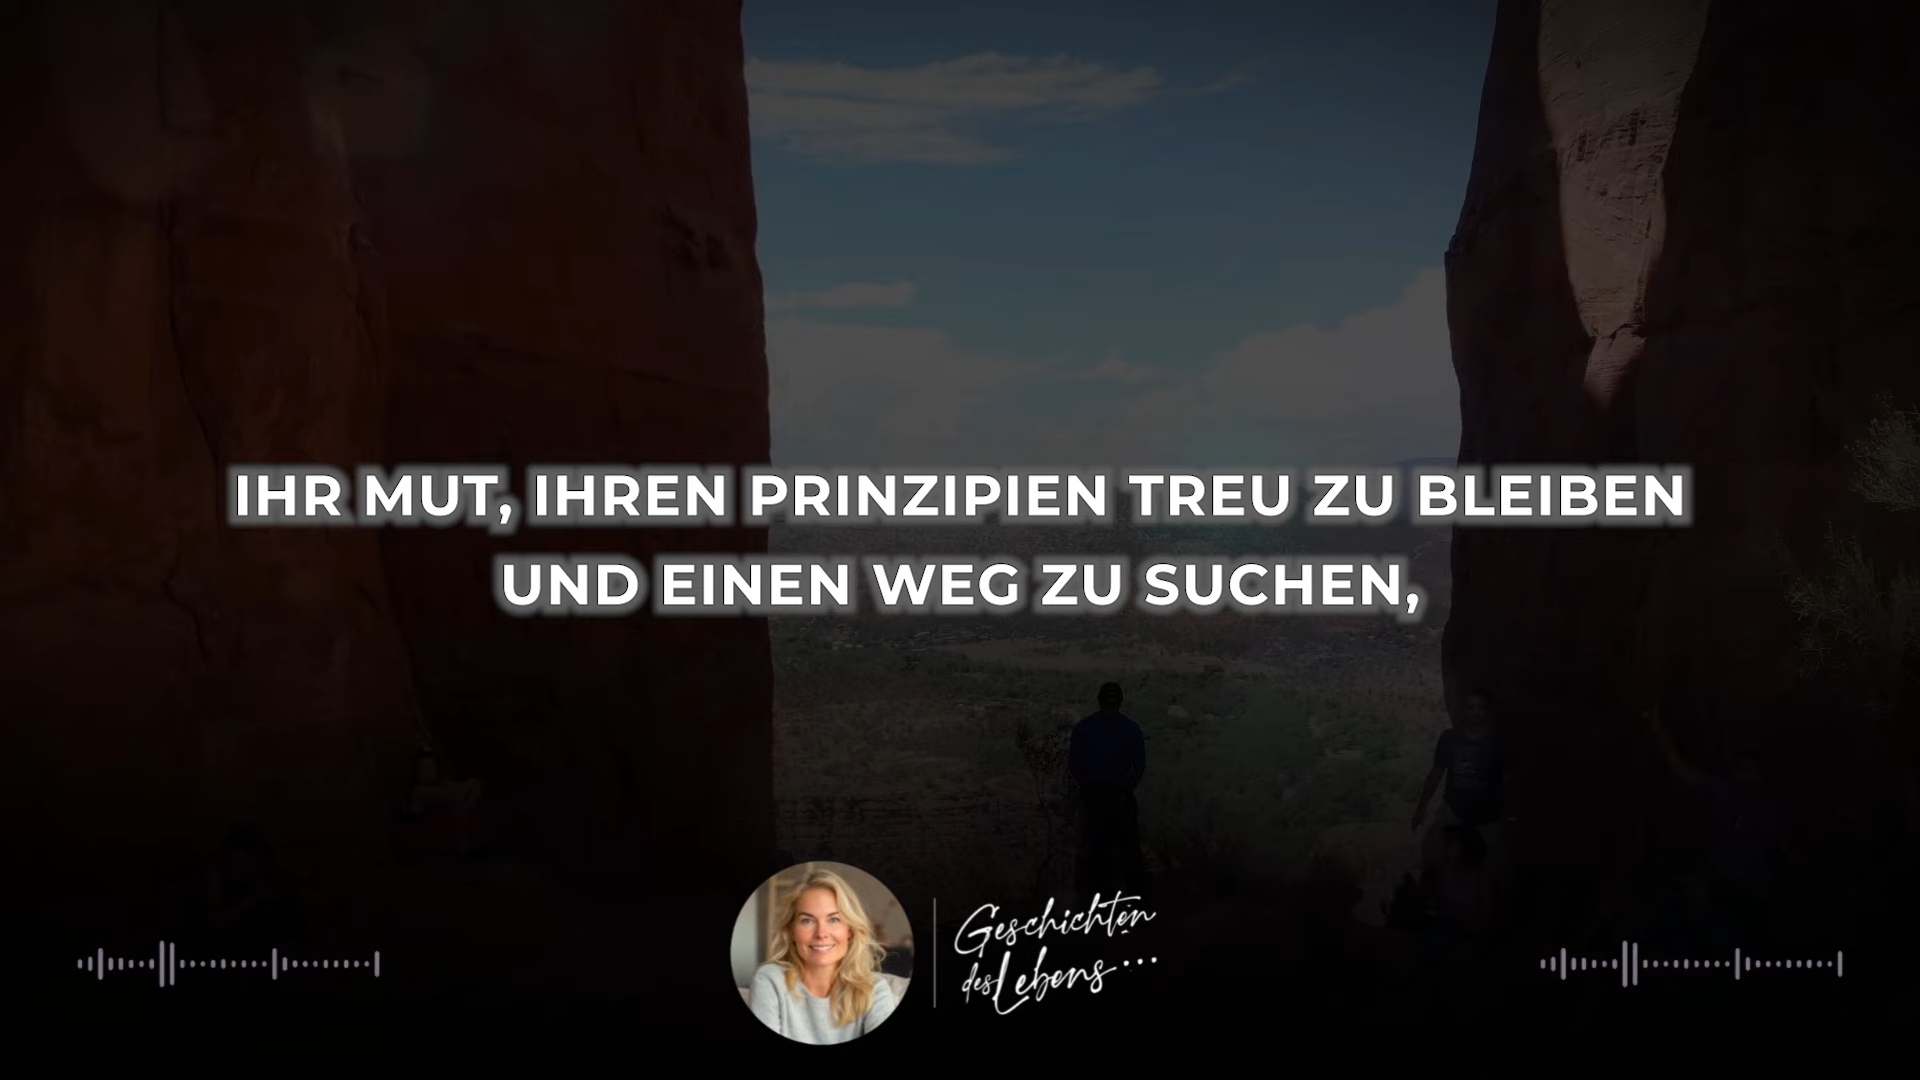 IHR MUT, IHREN PRINZIPIEN TREU ZU BLEIBEN
UND EINEN WEG ZU SUCHEN,
Geschichten
des Lebens...